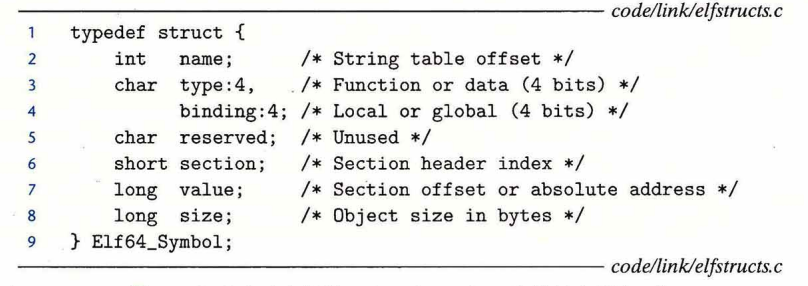 code/link/elfstructs.c
1 typedef struct {
2 int name; /* String table offset */
3 char type:4, /* Function or data (4 bits) */
4 binding:4; /* Local or global (4 bits) */
5 char reserved; /* Unused */
6 short section; /* Section header index */
7 long value; /* Section offset or absolute address */
8 long size; /* Object size in bytes */
9 } Elf64_Symbol;
code/link/elfstructs.c